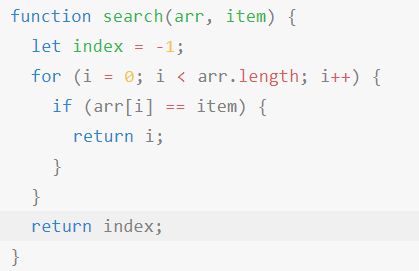 function search(arr, item) {
  let index = -1;
  for (i = 0; i < arr.length; i++) {
    if (arr[i] == item) {
      return i;
    }
  }
  return index;
}